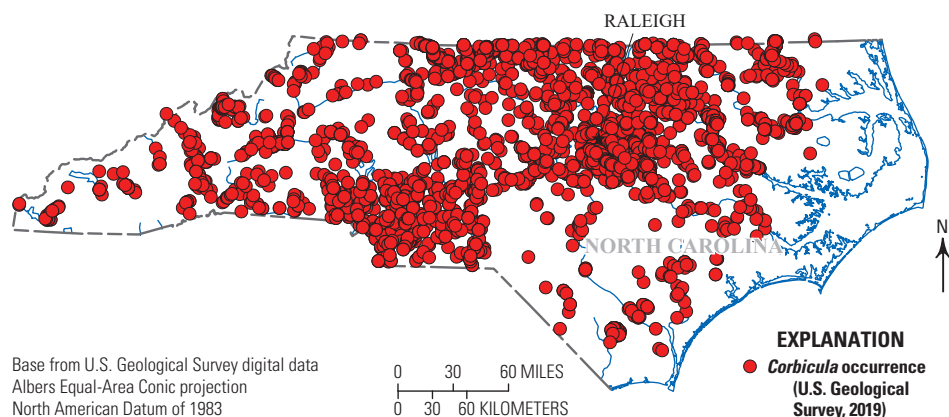 RALEIGH
NORTH CAROLINA
N
EXPLANATION
Corbicula occurrence
(U.S. Geological
Survey, 2019)
Base from U.S. Geological Survey digital data
Albers Equal-Area Conic projection
North American Datum of 1983
0 30 60 MILES
0 30 60 KILOMETERS